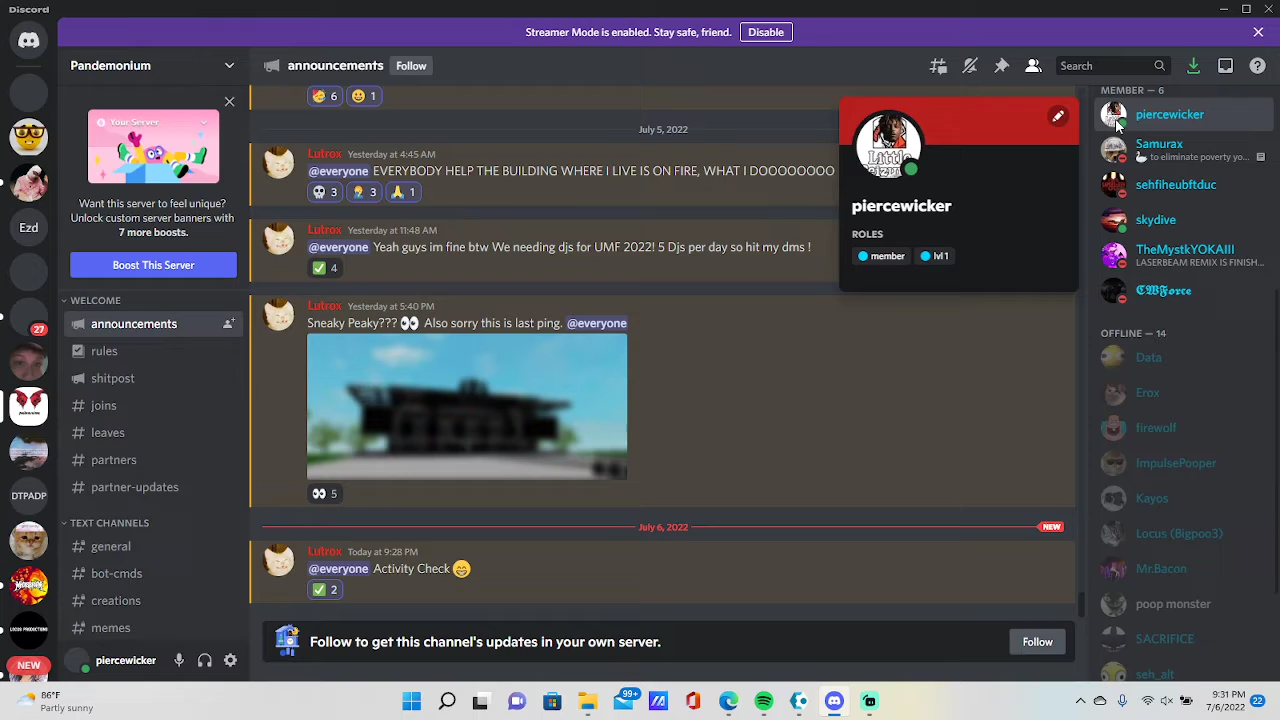 Discord
Streamer Mode is enabled. Stay safe, friend. Disable
Pandemonium
announcements Follow
Search
Your Server
Want this server to feel unique?
Unlock custom server banners with
7 more boosts.
Boost This Server
WELCOME
announcements
rules
shitpost
# joins
# leaves
# partners
# partner-updates
TEXT CHANNELS
# general
# bot-cmds
# creations
# memes
Ezd
27
DTPADP
NEW
piercewicker
6
1
July 5, 2022
Lutrox Yesterday at 4:45 AM
@everyone EVERYBODY HELP THE BUILDING WHERE I LIVE IS ON FIRE, WHAT I DOOOOOOO
3 3 1
Lutrox Yesterday at 11:48 AM
@everyone Yeah guys im fine btw We needing djs for UMF 2022! 5 Djs per day so hit my dms !
4
Lutrox Yesterday at 5:40 PM
Sneaky Peaky??? 👀 Also sorry this is last ping. @everyone
5
July 6, 2022 NEW
Lutrox Today at 9:28 PM
@everyone Activity Check 😊
2
Follow to get this channel's updates in your own server. Follow
Little
piercewicker
ROLES
member lvl 1
MEMBER — 6
piercewicker
Samurax
to eliminate poverty yo...
sehfiheubftduc
skydive
TheMystkYOKAIII
LASERBEAM REMIX IS FINISH...
CWForce
OFFLINE — 14
Data
Erox
firewolf
ImpulsePooper
Kayos
Locus (Bigpoo3)
Mr.Bacon
poop monster
SACRIFICE
seh_alt
86°F
Partly sunny
99+
9:31 PM
7/6/2022
22